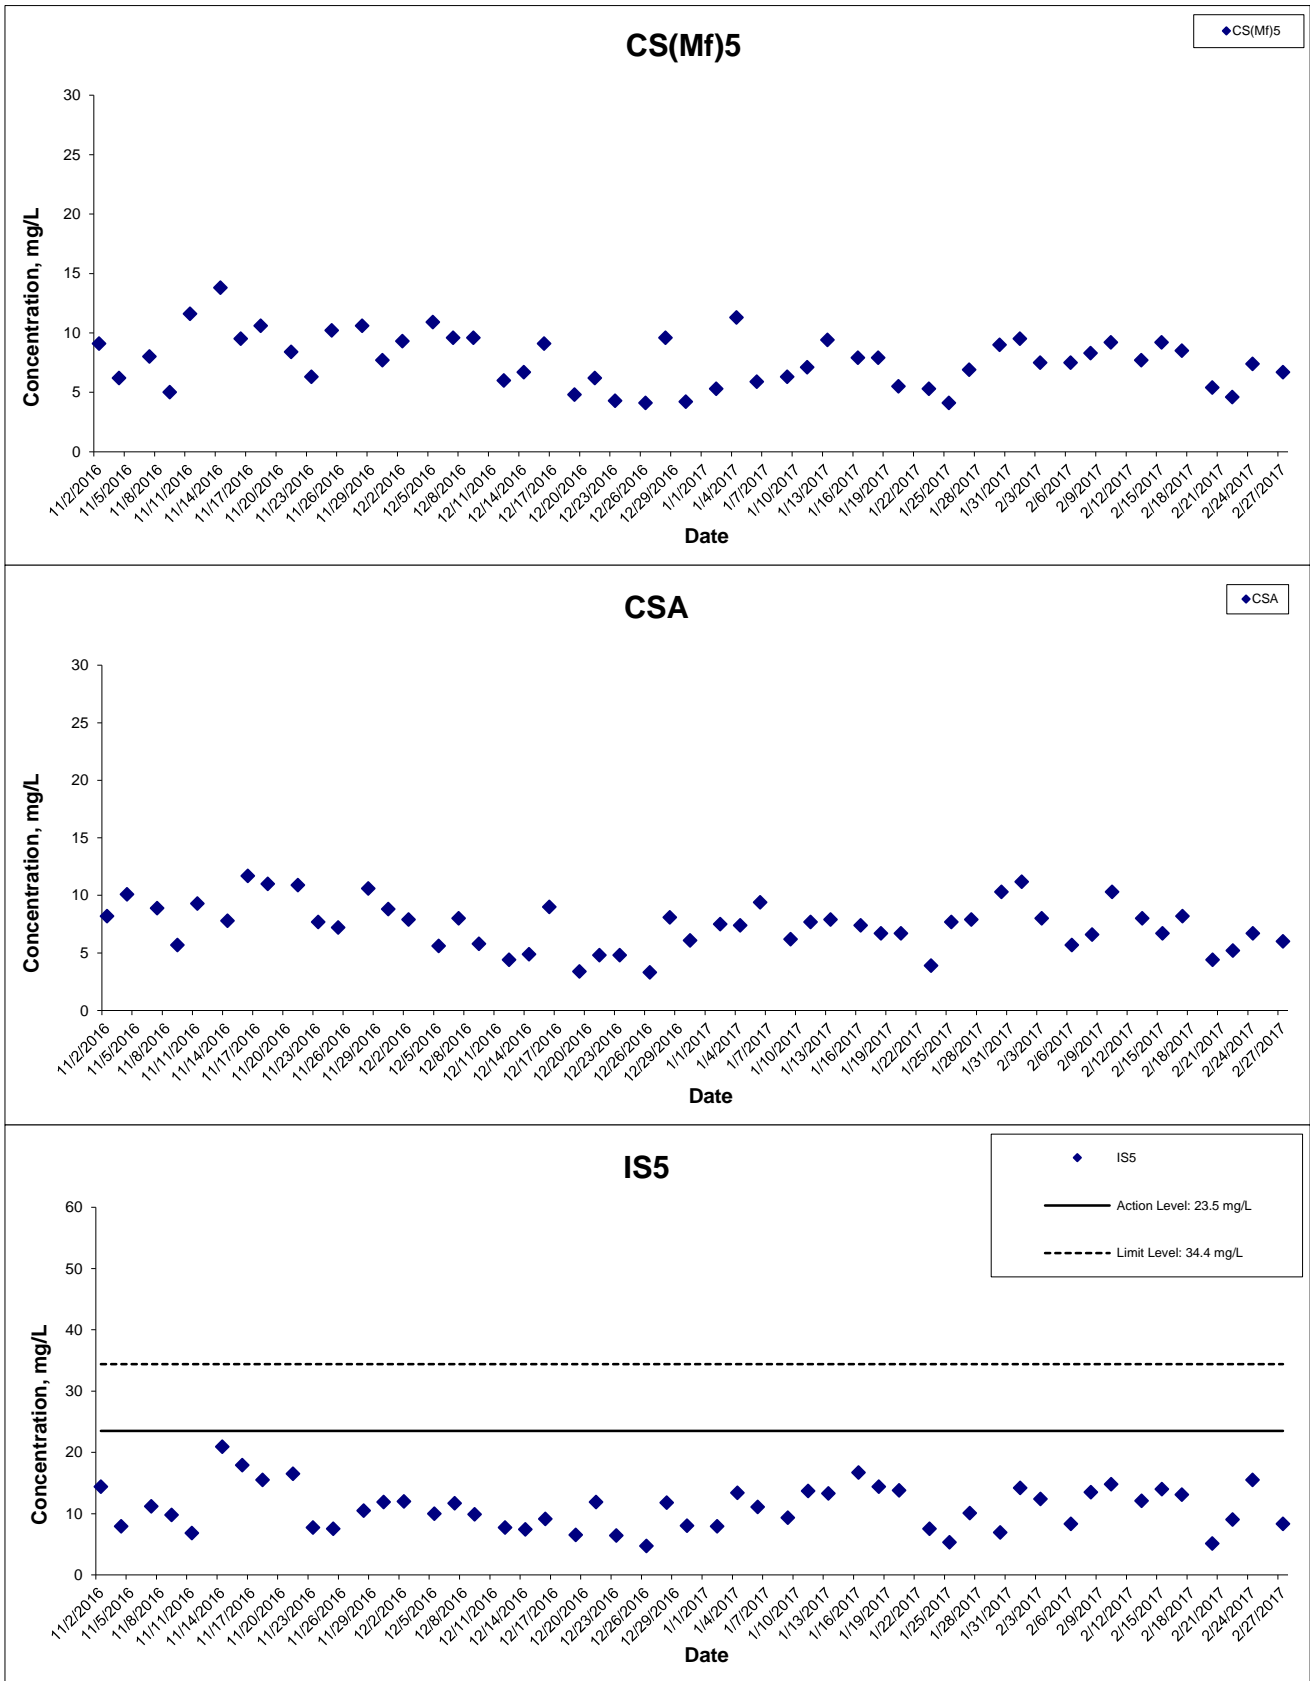 CS(Mf)5
CS(Mf)5
30
25
20
15
10
5
0
Concentration, mg/L
11/2/2016 11/5/2016 11/8/2016 11/11/2016 11/14/2016 11/17/2016 11/20/2016 11/23/2016 11/26/2016 11/29/2016 12/2/2016 12/5/2016 12/8/2016 12/11/2016 12/14/2016 12/17/2016 12/20/2016 12/23/2016 12/26/2016 12/29/2016 1/1/2017 1/4/2017 1/7/2017 1/10/2017 1/13/2017 1/16/2017 1/19/2017 1/22/2017 1/25/2017 1/28/2017 1/31/2017 2/3/2017 2/6/2017 2/9/2017 2/12/2017 2/15/2017 2/18/2017 2/21/2017 2/24/2017 2/27/2017
Date
CSA
CSA
30
25
20
15
10
5
0
Concentration, mg/L
11/2/2016 11/5/2016 11/8/2016 11/11/2016 11/14/2016 11/17/2016 11/20/2016 11/23/2016 11/26/2016 11/29/2016 12/2/2016 12/5/2016 12/8/2016 12/11/2016 12/14/2016 12/17/2016 12/20/2016 12/23/2016 12/26/2016 12/29/2016 1/1/2017 1/4/2017 1/7/2017 1/10/2017 1/13/2017 1/16/2017 1/19/2017 1/22/2017 1/25/2017 1/28/2017 1/31/2017 2/3/2017 2/6/2017 2/9/2017 2/12/2017 2/15/2017 2/18/2017 2/21/2017 2/24/2017 2/27/2017
Date
IS5
IS5
Action Level: 23.5 mg/L
Limit Level: 34.4 mg/L
60
50
40
30
20
10
0
Concentration, mg/L
11/2/2016 11/5/2016 11/8/2016 11/11/2016 11/14/2016 11/17/2016 11/20/2016 11/23/2016 11/26/2016 11/29/2016 12/2/2016 12/5/2016 12/8/2016 12/11/2016 12/14/2016 12/17/2016 12/20/2016 12/23/2016 12/26/2016 12/29/2016 1/1/2017 1/4/2017 1/7/2017 1/10/2017 1/13/2017 1/16/2017 1/19/2017 1/22/2017 1/25/2017 1/28/2017 1/31/2017 2/3/2017 2/6/2017 2/9/2017 2/12/2017 2/15/2017 2/18/2017 2/21/2017 2/24/2017 2/27/2017
Date